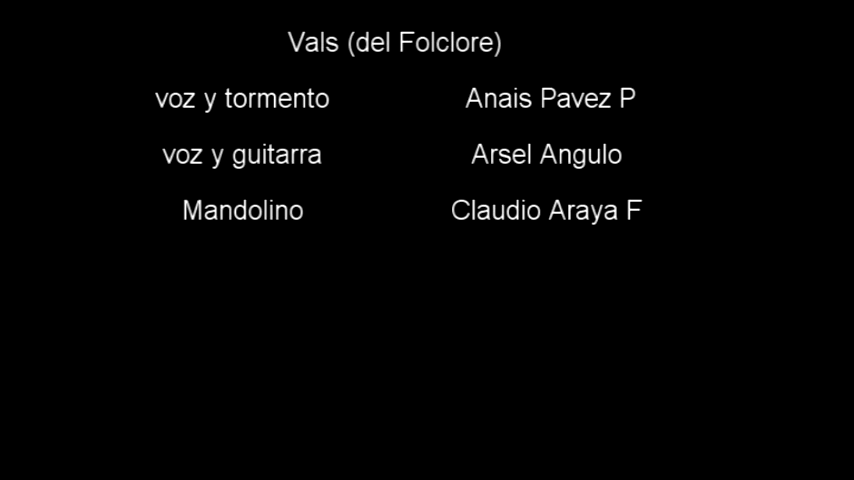 Vals (del Folclore)
voz y tormento Anais Pavez P
voz y guitarra Arsel Angulo
Mandolino Claudio Araya F